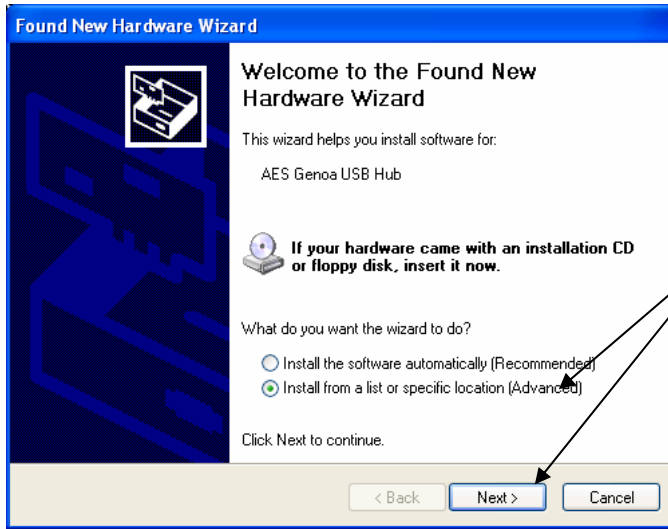 Found New Hardware Wizard
Welcome to the Found New
Hardware Wizard
This wizard helps you install software for:
AES Genoa USB Hub
If your hardware came with an installation CD
or floppy disk, insert it now.
What do you want the wizard to do?
Install the software automatically (Recommended)
Install from a list or specific location (Advanced)
Click Next to continue.
< Back
Next >
Cancel